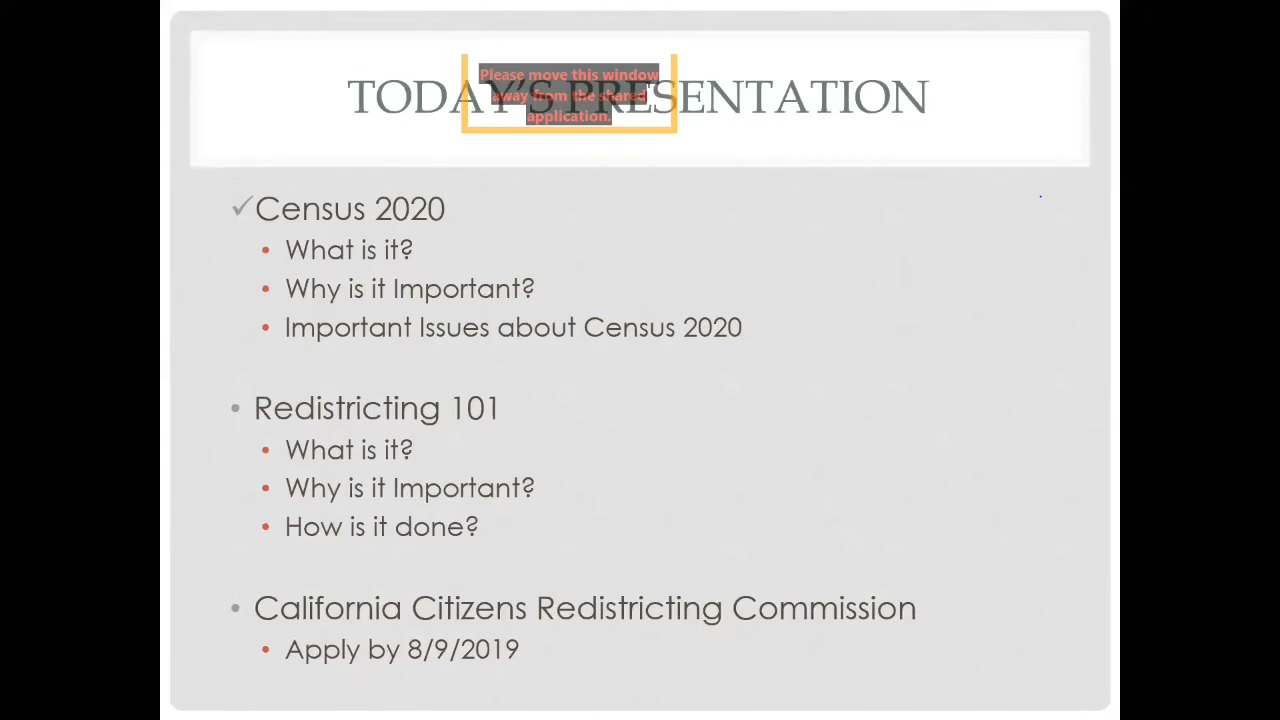 TODAY'S PRESENTATION
Please move this window
away from the shared
application.
Census 2020
What is it?
Why is it Important?
Important Issues about Census 2020
Redistricting 101
What is it?
Why is it Important?
How is it done?
California Citizens Redistricting Commission
Apply by 8/9/2019